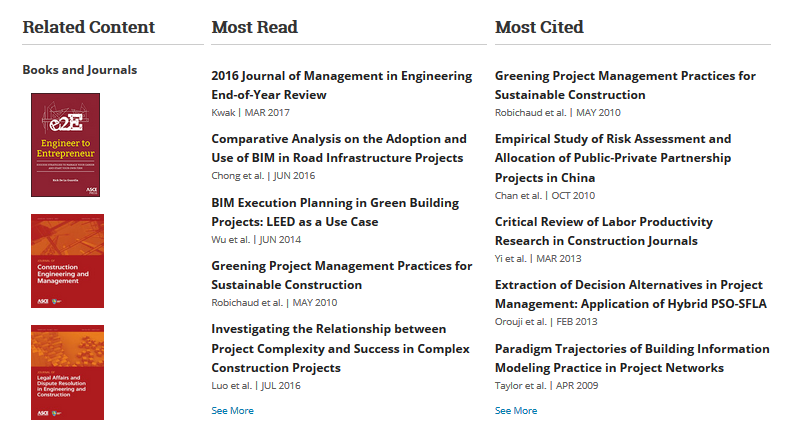 Related Content
Books and Journals
e2E
Engineer to
Entrepreneur
ASCE
PRESS
JOURNAL OF
Construction
Engineering and
Management
ASCE
JOURNAL OF
Legal Affairs and
Dispute Resolution
in Engineering and
Construction
ASCE
Most Read
2016 Journal of Management in Engineering
End-of-Year Review
Kwak | MAR 2017
Comparative Analysis on the Adoption and
Use of BIM in Road Infrastructure Projects
Chong et al. | JUN 2016
BIM Execution Planning in Green Building
Projects: LEED as a Use Case
Wu et al. | JUN 2014
Greening Project Management Practices for
Sustainable Construction
Robichaud et al. | MAY 2010
Investigating the Relationship between
Project Complexity and Success in Complex
Construction Projects
Luo et al. | JUL 2016
See More
Most Cited
Greening Project Management Practices for
Sustainable Construction
Robichaud et al. | MAY 2010
Empirical Study of Risk Assessment and
Allocation of Public-Private Partnership
Projects in China
Chan et al. | OCT 2010
Critical Review of Labor Productivity
Research in Construction Journals
Yi et al. | MAR 2013
Extraction of Decision Alternatives in Project
Management: Application of Hybrid PSO-SFLA
Orouji et al. | FEB 2013
Paradigm Trajectories of Building Information
Modeling Practice in Project Networks
Taylor et al. | APR 2009
See More